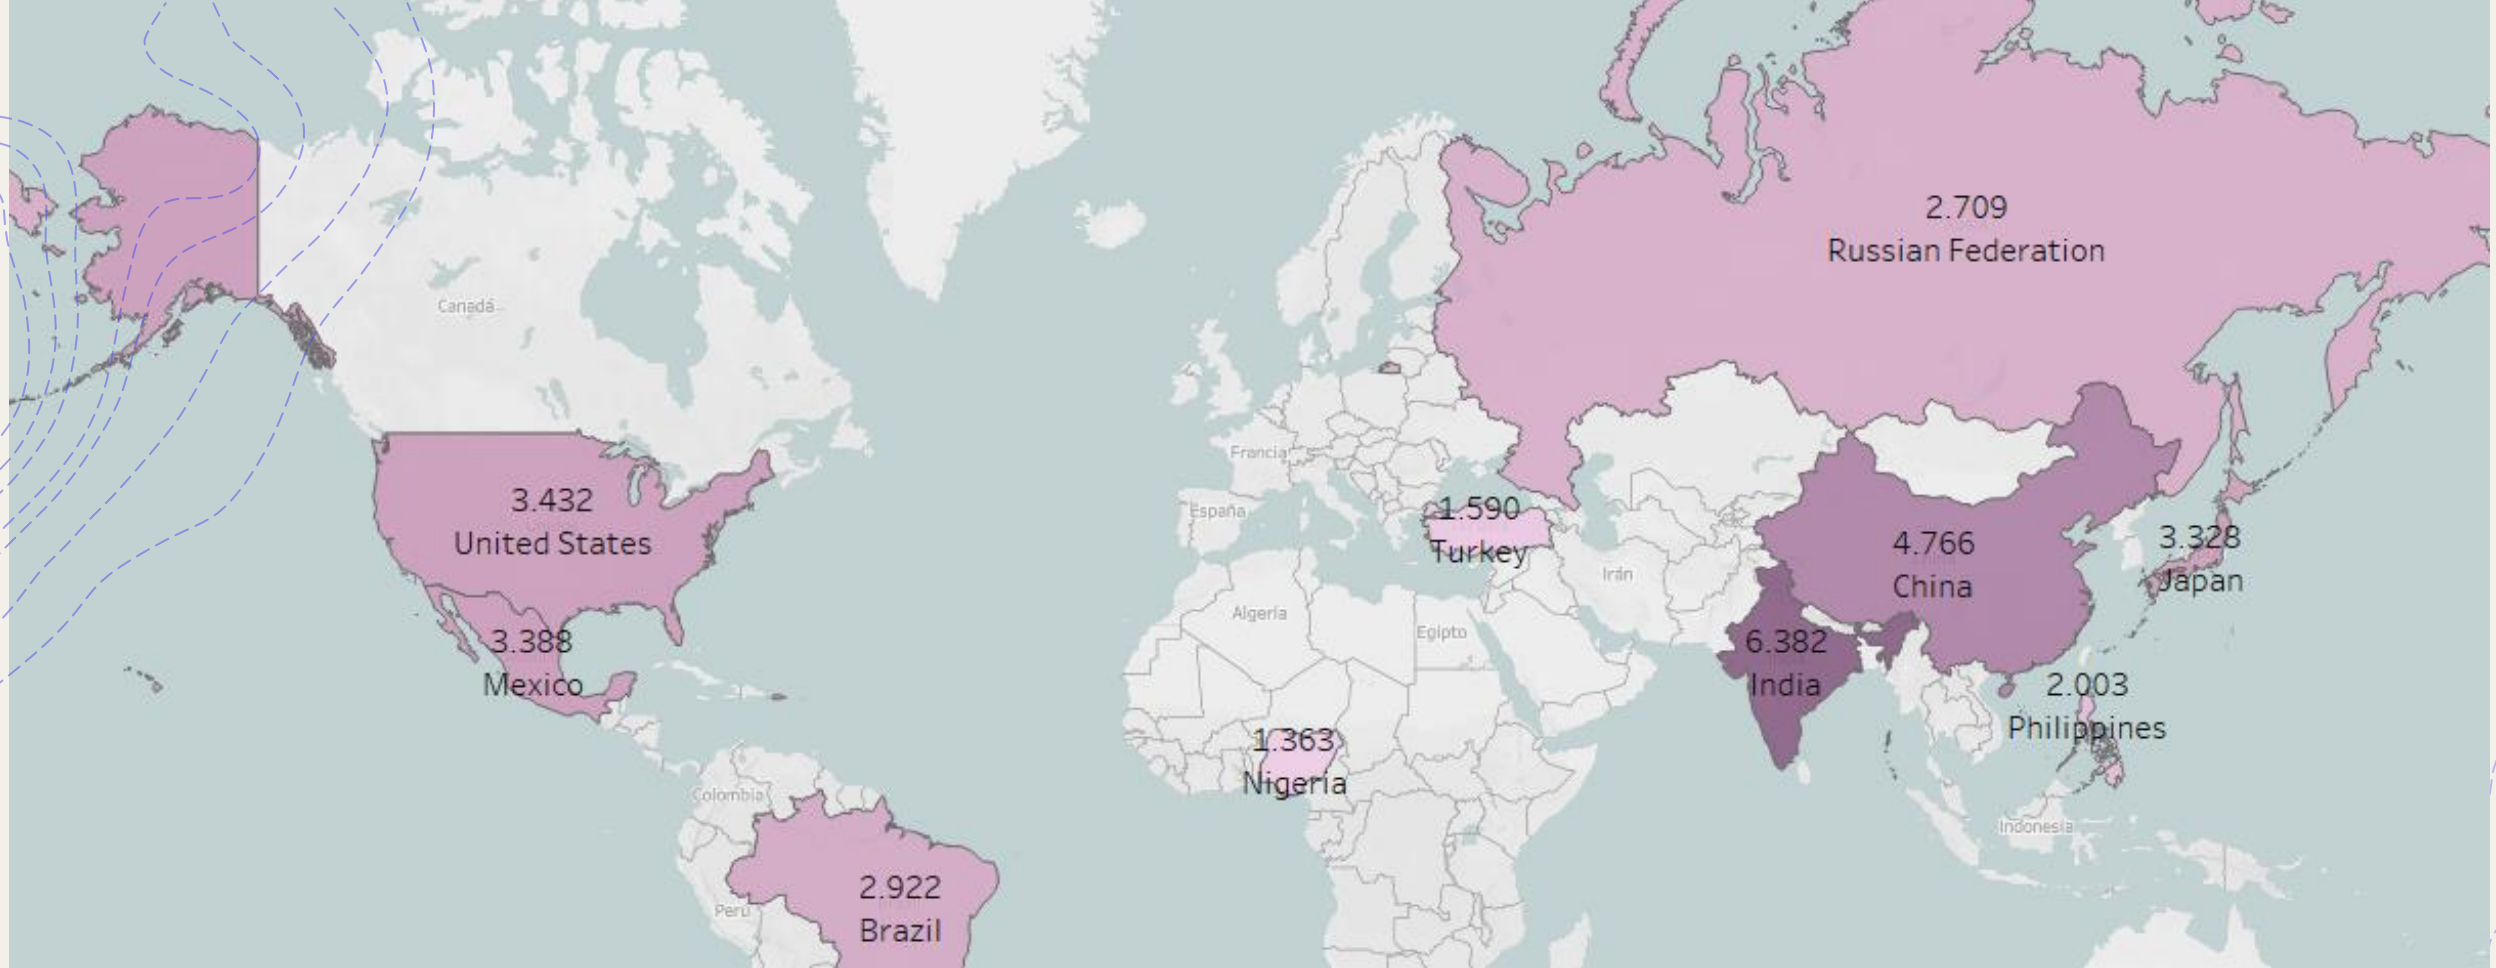 2.709
Russian Federation
Canadá
Francia
España
3.432
United States
1.590
Turkey
4.766
China
3.328
Japan
Irán
Algeria
Egipto
3.388
Mexico
6.382
India
2.003
Philippines
1.363
Nigeria
Colombia
Indonesia
2.922
Brazil
Perú